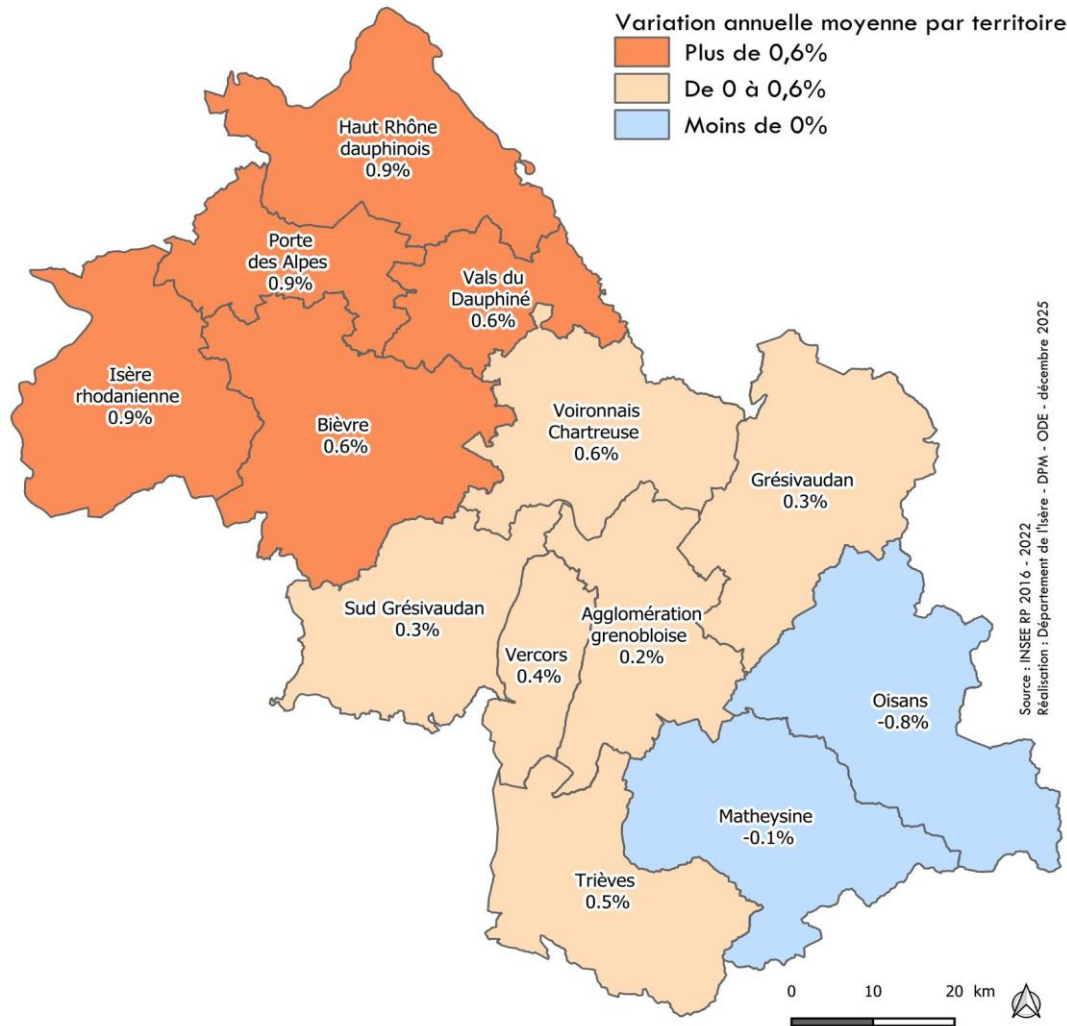 Variation annuelle moyenne par territoire
Plus de 0,6%
De 0 à 0,6%
Moins de 0%
Haut Rhône
dauphinois
0.9%
Porte
des Alpes
0.9%
Vals du
Dauphiné
0.6%
Isère
rhodanienne
0.9%
Bièvre
0.6%
Voironnais
Chartreuse
0.6%
Grésivaudan
0.3%
Sud Grésivaudan
0.3%
Vercors
0.4%
Agglomération
grenobloise
0.2%
Oisans
-0.8%
Matheysine
-0.1%
Trièves
0.5%
Source : INSEE RP 2016 - 2022
Réalisation : Département de l'Isère - DPM - ODE - décembre 2025
0 10 20 km